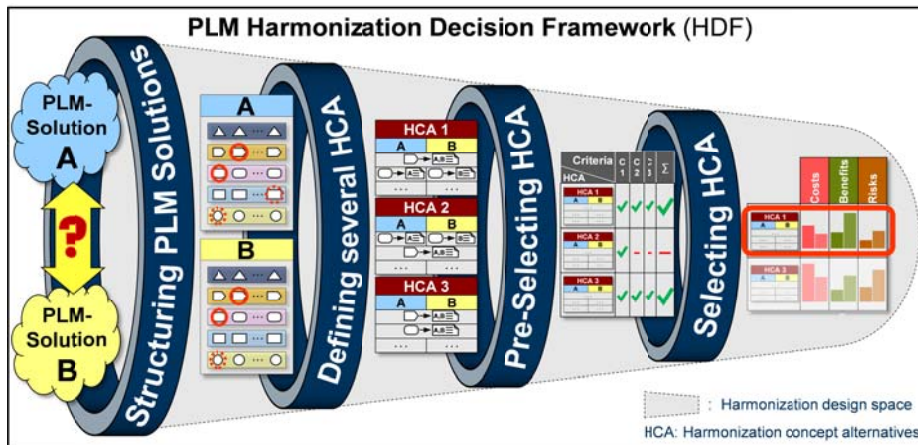 PLM Harmonization Decision Framework (HDF)
PLM-
Solution
A
?
PLM-
Solution
B
Structuring PLM Solutions
A
...
...
...
...
...
B
...
...
...
...
...
Defining several HCA
HCA 1
A B
A,B
A B
... ...
HCA 2
A B
A B
A,B
... ...
HCA 3
A B
A,B
A,B
... ...
Pre-Selecting HCA
Criteria C 1 C 2 C 3 Σ
HCA
HCA 1
A B
HCA 2
A B
HCA 3
A B
Selecting HCA
Costs Benefits Risks
HCA 1
A B
HCA 3
A B
: Harmonization design space
HCA: Harmonization concept alternatives